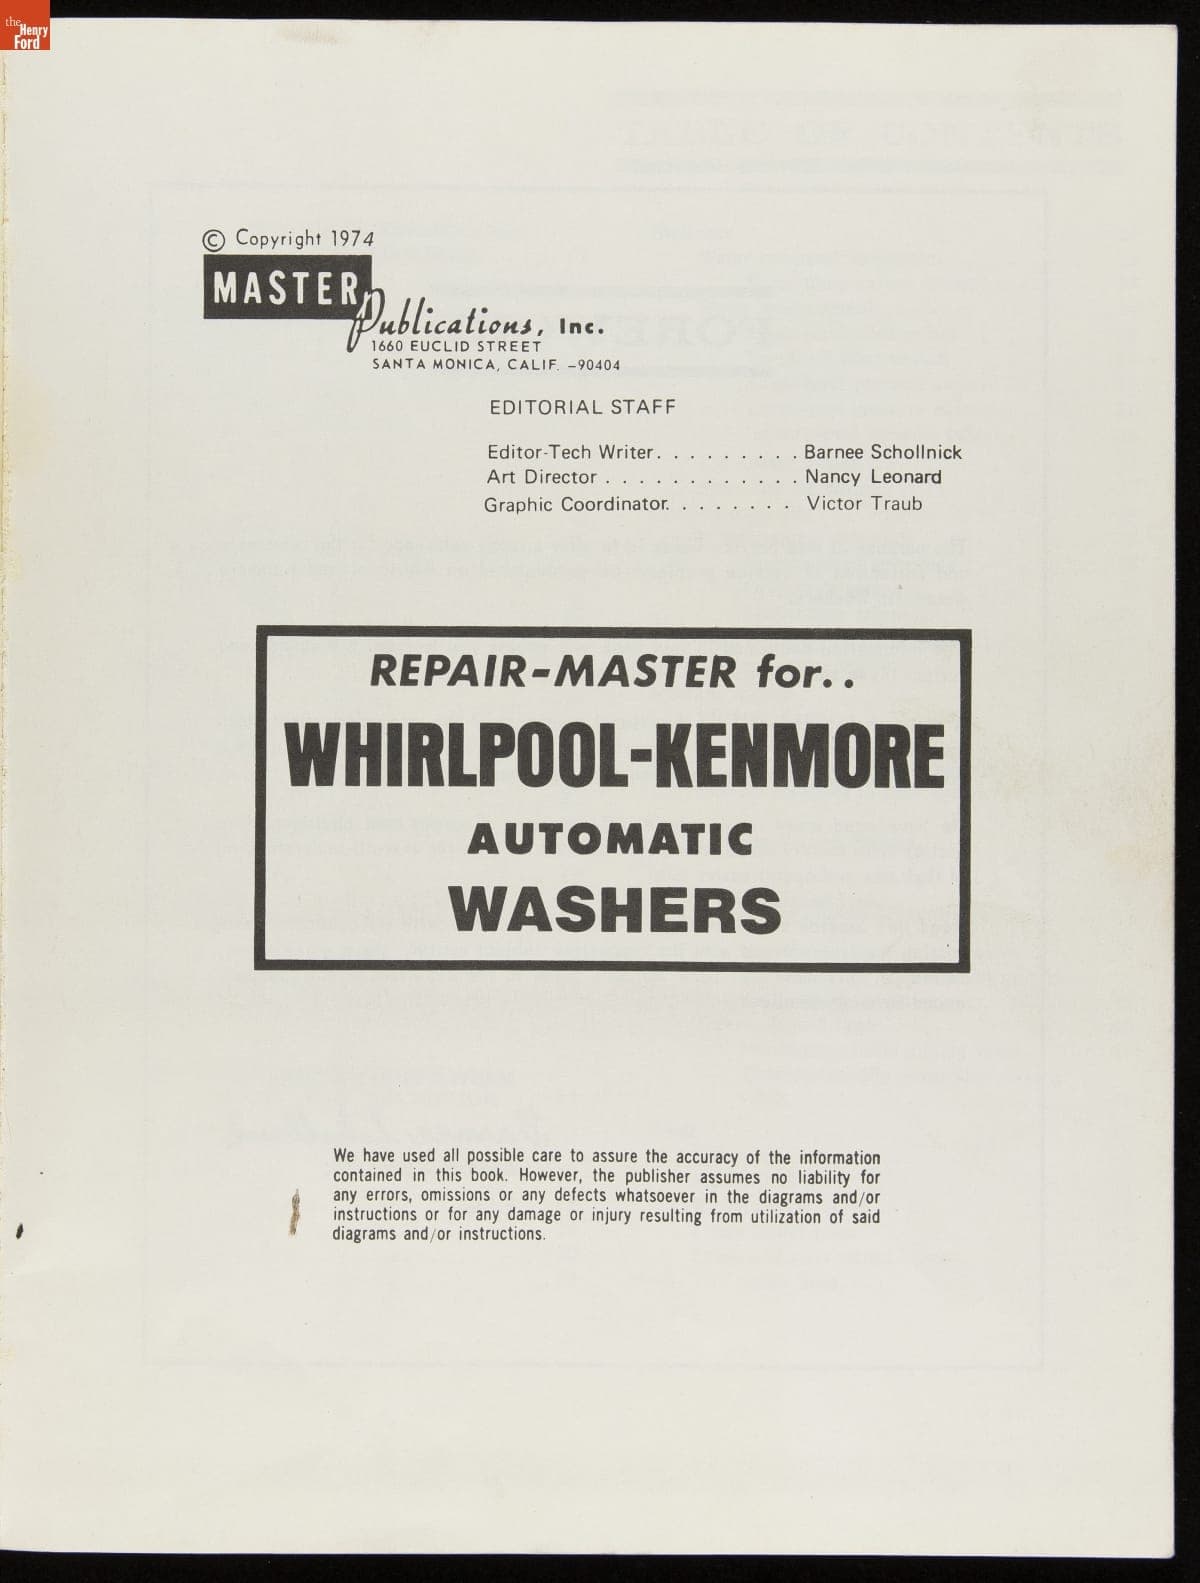 the
Henry
Ford
© Copyright 1974
MASTER
Publications, Inc.
1660 EUCLID STREET
SANTA MONICA, CALIF. –90404
EDITORIAL STAFF
Editor-Tech Writer. . . . . . . . . Barnee Schollnick
Art Director . . . . . . . . . . . . Nancy Leonard
Graphic Coordinator. . . . . . . . Victor Traub
REPAIR-MASTER for..
WHIRLPOOL-KENMORE
AUTOMATIC
WASHERS
We have used all possible care to assure the accuracy of the information
contained in this book. However, the publisher assumes no liability for
any errors, omissions or any defects whatsoever in the diagrams and/or
instructions or for any damage or injury resulting from utilization of said
diagrams and/or instructions.